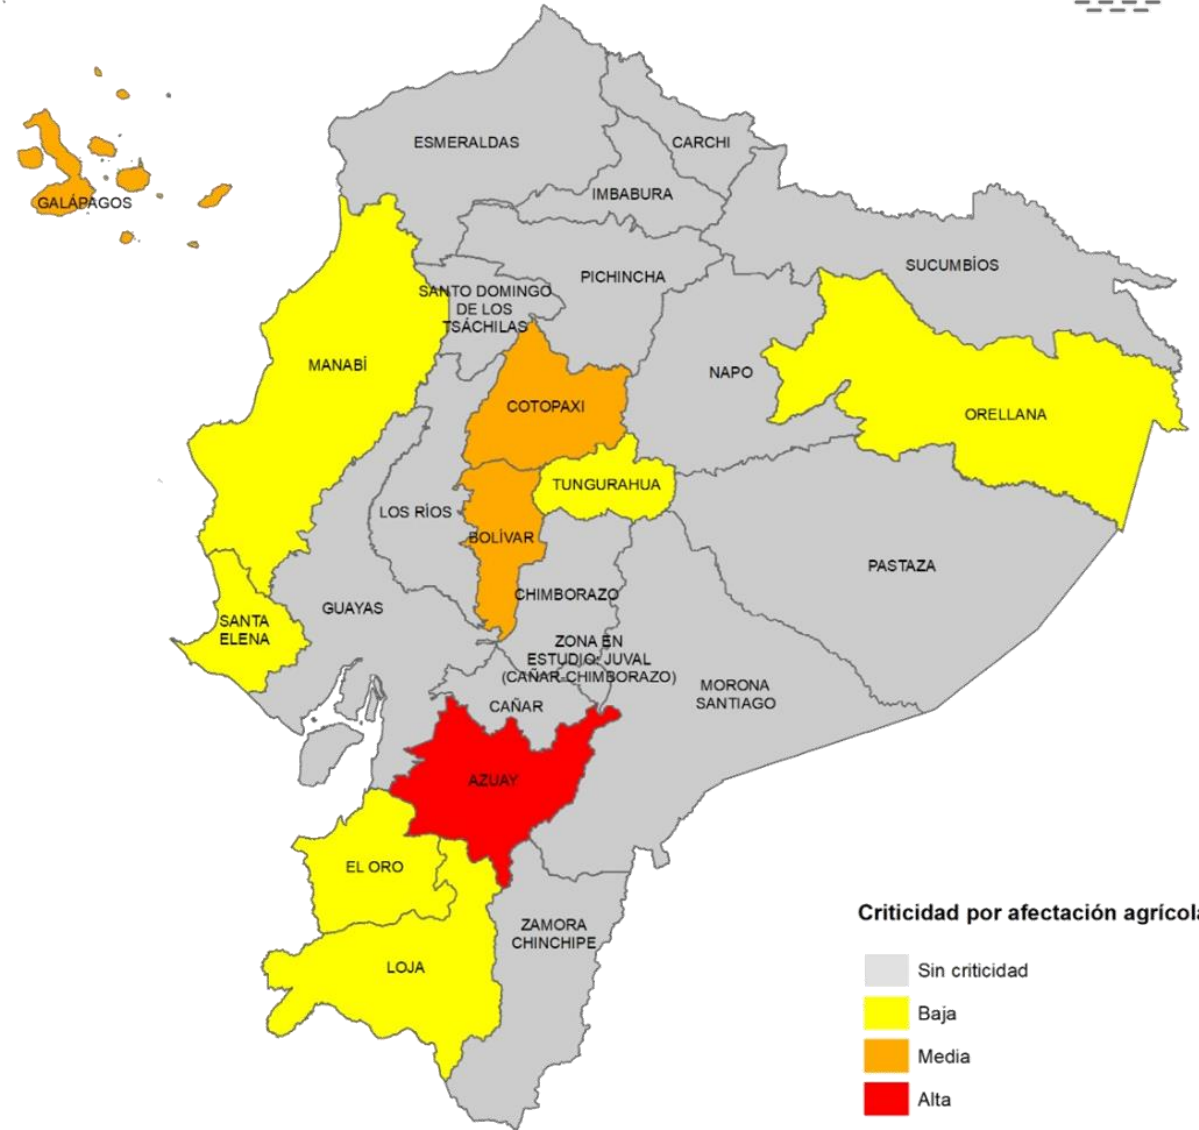 ESMERALDAS
CARCHI
IMBABURA
GALÁPAGOS
SUCUMBÍOS
PICHINCHA
SANTO DOMINGO
DE LOS
TSÁCHILAS
MANABÍ
NAPO
COTOPAXI
ORELLANA
TUNGURAHUA
LOS RÍOS
BOLÍVAR
PASTAZA
CHIMBORAZO
GUAYAS
SANTA
ELENA
ZONA EN
ESTUDIO: JUVAL
(CAÑAR-CHIMBORAZO)
MORONA
SANTIAGO
CAÑAR
AZUAY
EL ORO
ZAMORA
CHINCHIPE
LOJA
Criticidad por afectación agrícola
Sin criticidad
Baja
Media
Alta